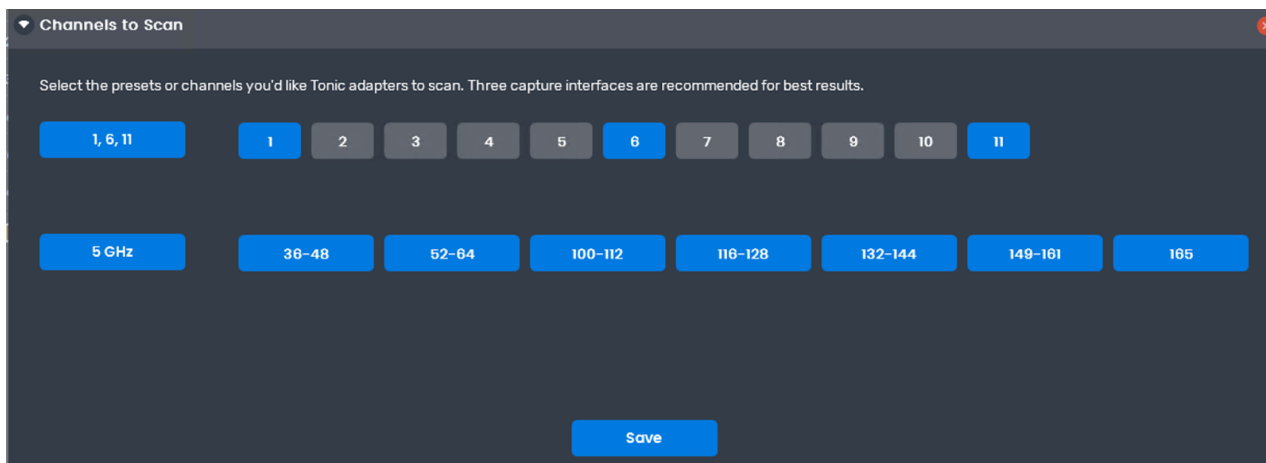 Channels to Scan
Select the presets or channels you'd like Tonic adapters to scan. Three capture interfaces are recommended for best results.
1, 6, 11 1 2 3 4 5 6 7 8 9 10 11
5 GHz 36-48 52-64 100-112 116-128 132-144 149-161 165
Save